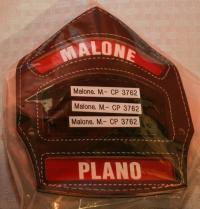 MALONE
Malone, M.- CP 3762
Malone, M.- CP 3762
Malone, M.- CP 3762
PLANO